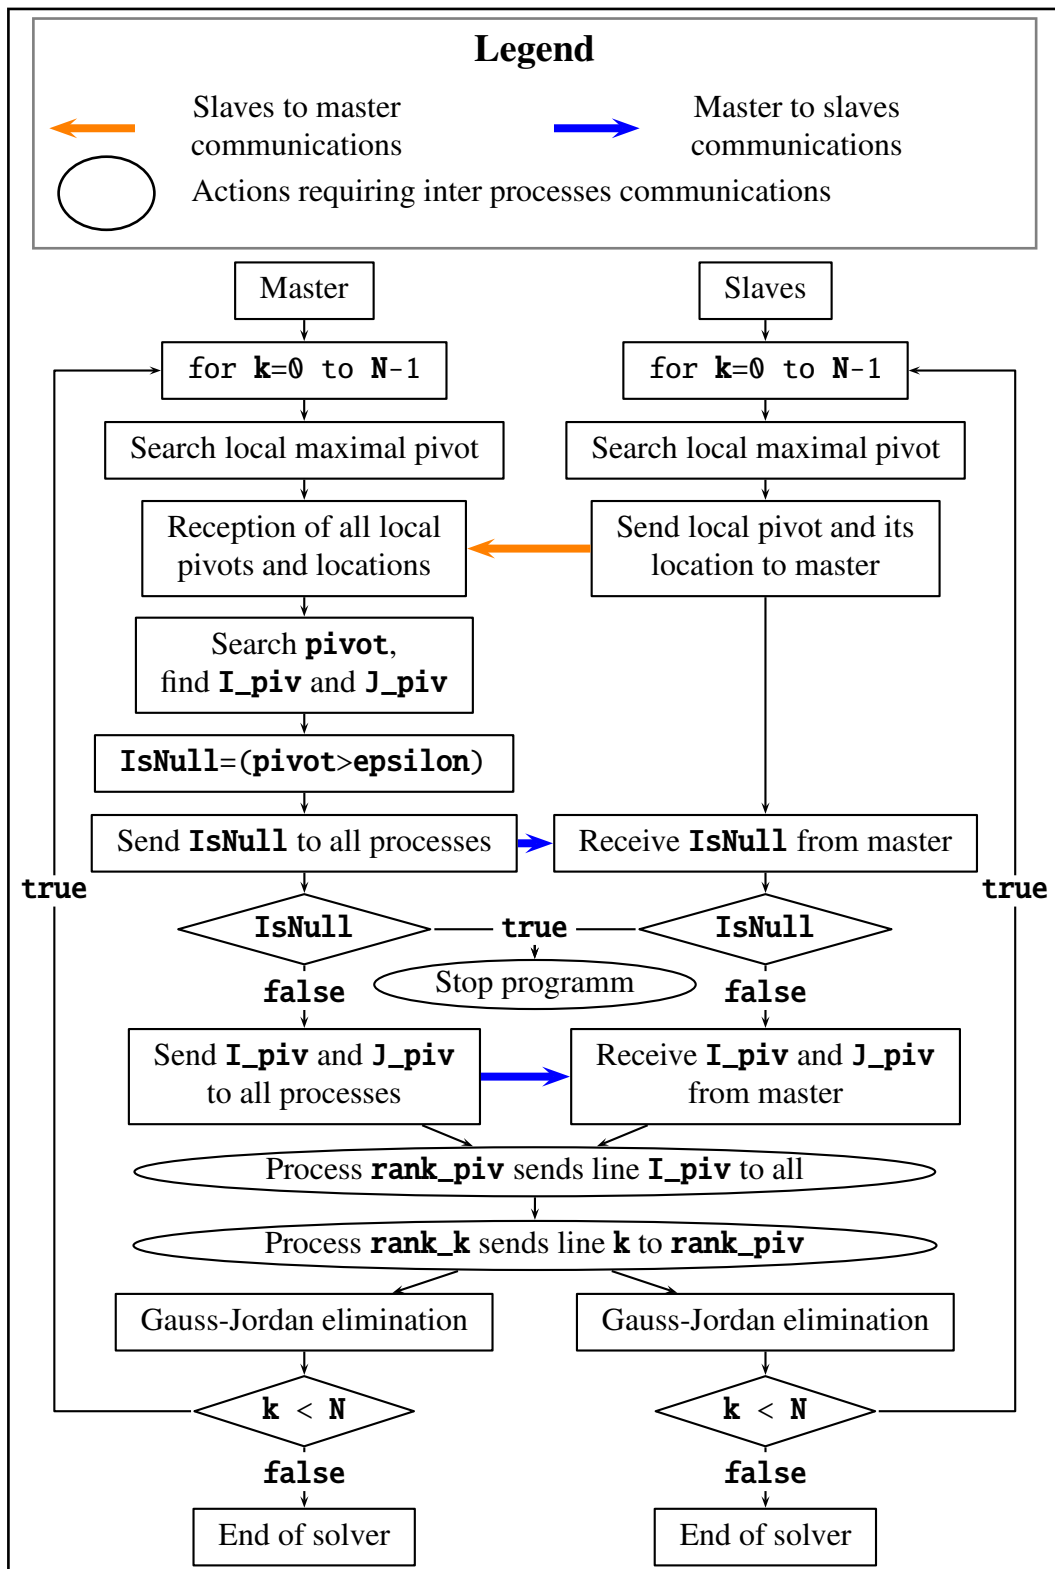 Legend
Slaves to master
communications
Master to slaves
communications
Actions requiring inter processes communications
Master
Slaves
for k=0 to N-1
for k=0 to N-1
Search local maximal pivot
Search local maximal pivot
Reception of all local
pivots and locations
Send local pivot and its
location to master
Search pivot,
find I_piv and J_piv
IsNull=(pivot>epsilon)
Send IsNull to all processes
Receive IsNull from master
true
true
IsNull
true
IsNull
Stop programm
false
false
Send I_piv and J_piv
to all processes
Receive I_piv and J_piv
from master
Process rank_piv sends line I_piv to all
Process rank_k sends line k to rank_piv
Gauss-Jordan elimination
Gauss-Jordan elimination
k < N
k < N
false
false
End of solver
End of solver